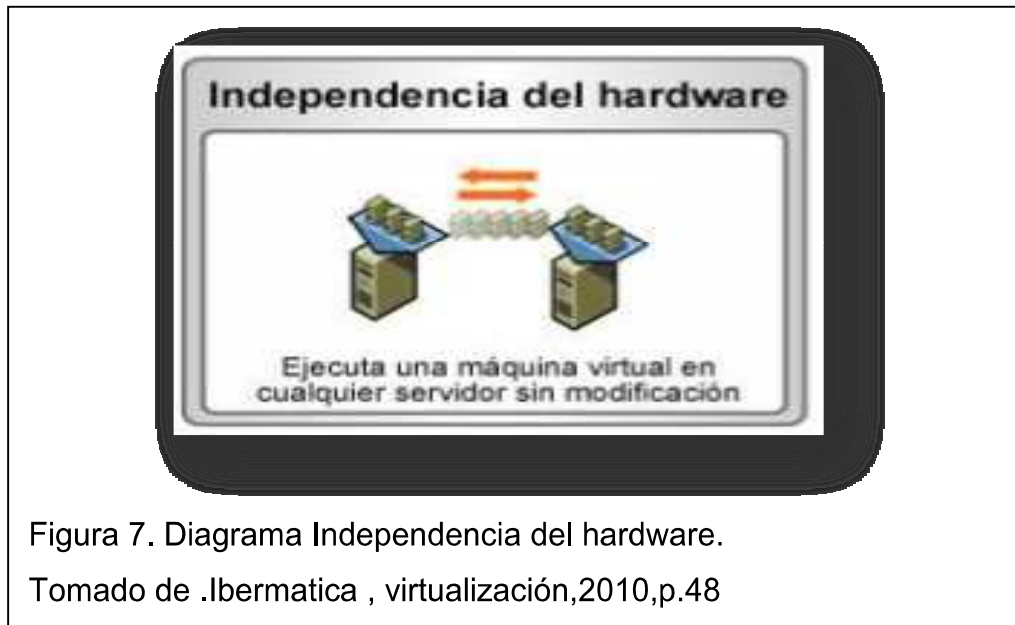 Independencia del hardware
Ejecuta una máquina virtual en
cualquier servidor sin modificación
Figura 7. Diagrama Independencia del hardware.
Tomado de .Ibermatica , virtualización,2010,p.48